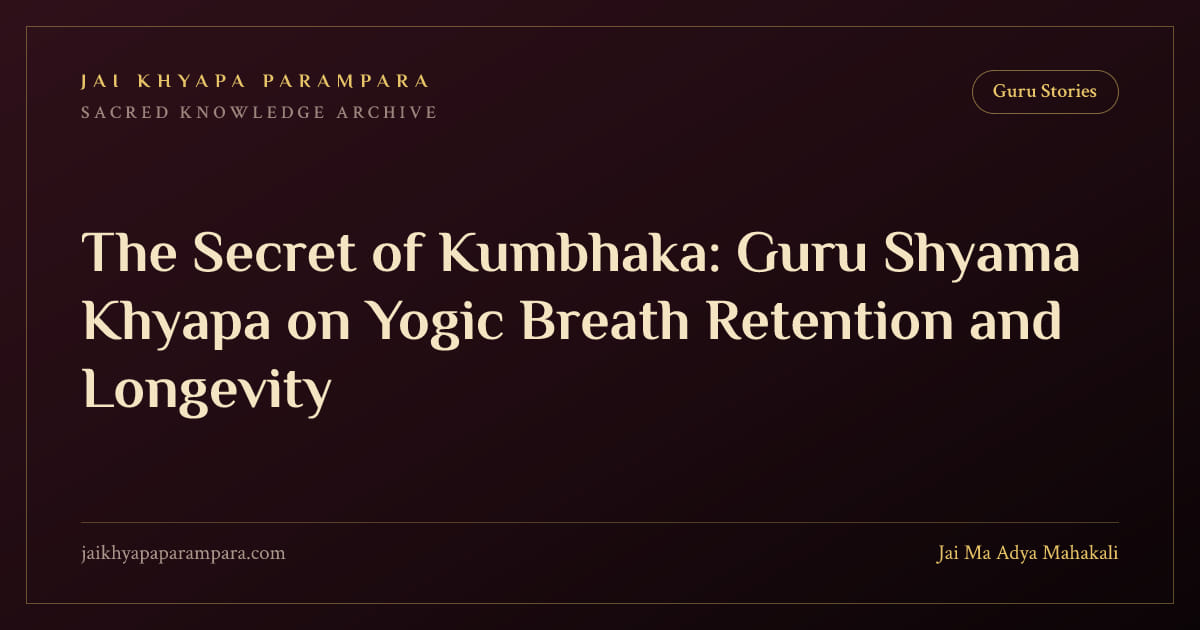 JAI KHYAPA PARAMPARA
SACRED KNOWLEDGE ARCHIVE
Guru Stories
The Secret of Kumbhaka: Guru Shyama
Khyapa on Yogic Breath Retention and
Longevity
jaikhyapaparampara.com
Jai Ma Adya Mahakali